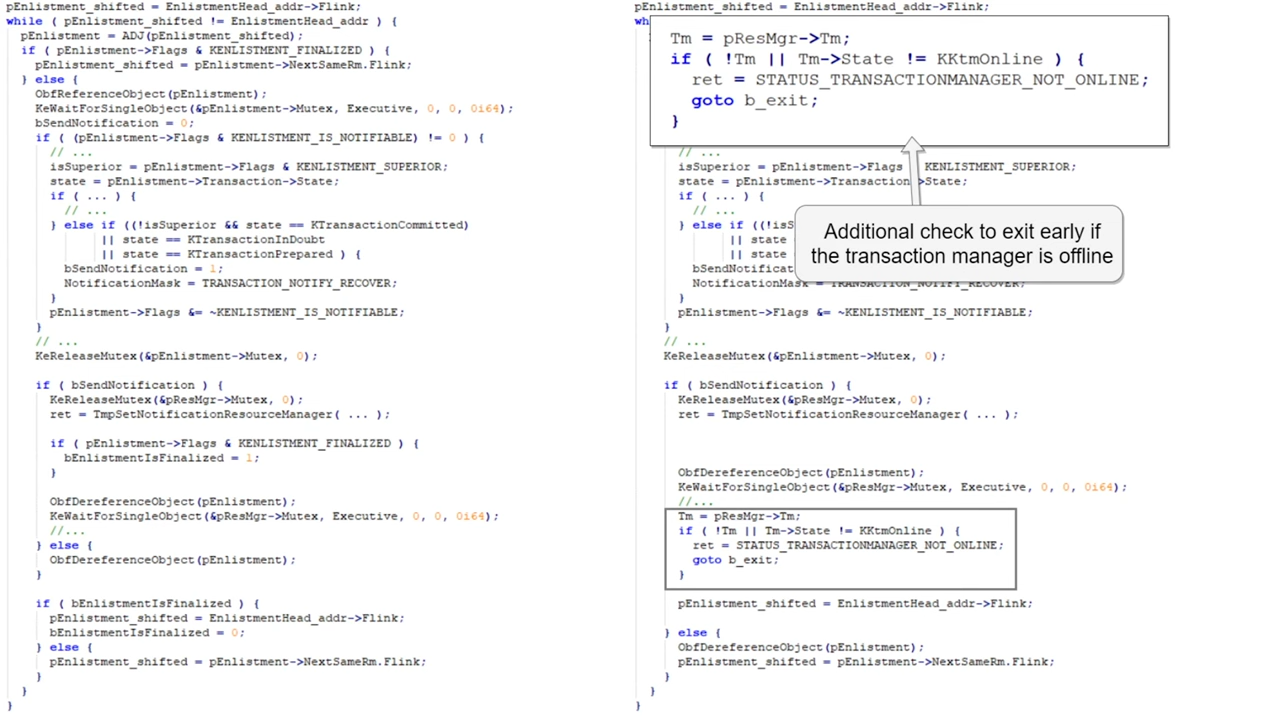 pEnlistment_shifted = EnlistmentHead_addr->Flink;
while ( pEnlistment_shifted != EnlistmentHead_addr ) {
pEnlistment = ADJ(pEnlistment_shifted);
if ( pEnlistment->Flags & KENLISTMENT_FINALIZED ) {
pEnlistment_shifted = pEnlistment->NextSameRm.Flink;
} else {
ObfReferenceObject(pEnlistment);
KeWaitForSingleObject(&pEnlistment->Mutex, Executive, 0, 0, 0i64);
bSendNotification = 0;
if ( (pEnlistment->Flags & KENLISTMENT_IS_NOTIFIABLE) != 0 ) {
// ...
isSuperior = pEnlistment->Flags & KENLISTMENT_SUPERIOR;
state = pEnlistment->Transaction->State;
if ( ... ) {
// ...
} else if ((!isSuperior && state == KTransactionCommitted)
|| state == KTransactionInDoubt
|| state == KTransactionPrepared ) {
bSendNotification = 1;
NotificationMask = TRANSACTION_NOTIFY_RECOVER;
}
pEnlistment->Flags &= ~KENLISTMENT_IS_NOTIFIABLE;
}
// ...
KeReleaseMutex(&pEnlistment->Mutex, 0);
if ( bSendNotification ) {
KeReleaseMutex(&pResMgr->Mutex, 0);
ret = TmpSetNotificationResourceManager( ... );
if ( pEnlistment->Flags & KENLISTMENT_FINALIZED ) {
bEnlistmentIsFinalized = 1;
}
ObfDereferenceObject(pEnlistment);
KeWaitForSingleObject(&pResMgr->Mutex, Executive, 0, 0, 0i64);
//...
} else {
ObfDereferenceObject(pEnlistment);
}
if ( bEnlistmentIsFinalized ) {
pEnlistment_shifted = EnlistmentHead_addr->Flink;
bEnlistmentIsFinalized = 0;
} else {
pEnlistment_shifted = pEnlistment->NextSameRm.Flink;
}
}
}
pEnlistment_shifted = EnlistmentHead_addr->Flink;
Tm = pResMgr->Tm;
if ( !Tm || Tm->State != KKtmOnline ) {
ret = STATUS_TRANSACTIONMANAGER_NOT_ONLINE;
goto b_exit;
}
// ...
isSuperior = pEnlistment->Flags KENLISTMENT_SUPERIOR;
state = pEnlistment->Transaction->State;
if ( ... ) {
// ...
} else if ((!is
|| state
|| state
Additional check to exit early if
the transaction manager is offline
bSendNotificat
NotificationMask = TRANSACTION_NOTIFY_RECOVER;
}
pEnlistment->Flags &= ~KENLISTMENT_IS_NOTIFIABLE;
}
// ...
KeReleaseMutex(&pEnlistment->Mutex, 0);
if ( bSendNotification ) {
KeReleaseMutex(&pResMgr->Mutex, 0);
ret = TmpSetNotificationResourceManager( ... );
ObfDereferenceObject(pEnlistment);
KeWaitForSingleObject(&pResMgr->Mutex, Executive, 0, 0, 0i64);
//...
Tm = pResMgr->Tm;
if ( !Tm || Tm->State != KKtmOnline ) {
ret = STATUS_TRANSACTIONMANAGER_NOT_ONLINE;
goto b_exit;
}
pEnlistment_shifted = EnlistmentHead_addr->Flink;
} else {
ObfDereferenceObject(pEnlistment);
pEnlistment_shifted = pEnlistment->NextSameRm.Flink;
}
}
}